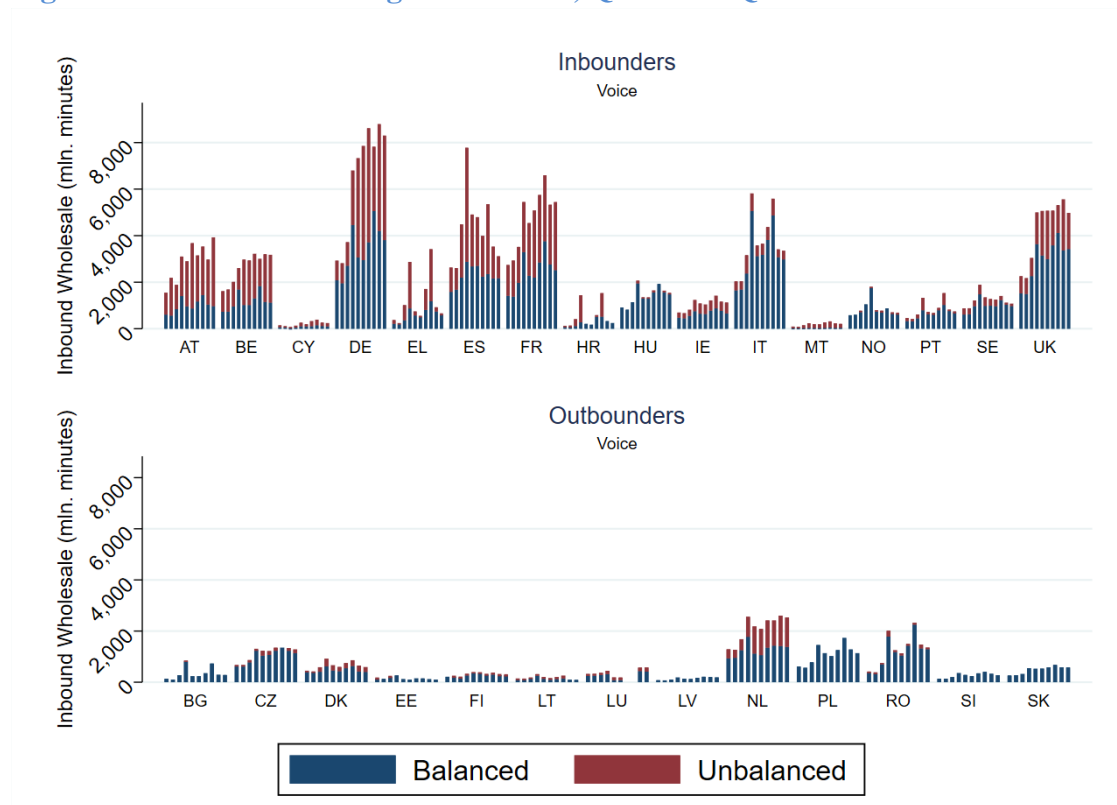 Inbounders
Voice
Inbound Wholesale (mln. minutes)
8,000
6,000
4,000
2,000
0
AT BE CY DE EL ES FR HR HU IE IT MT NO PT SE UK
Outbounders
Voice
Inbound Wholesale (mln. minutes)
8,000
6,000
4,000
2,000
0
BG CZ DK EE FI LT LU LV NL PL RO SI SK
Balanced Unbalanced